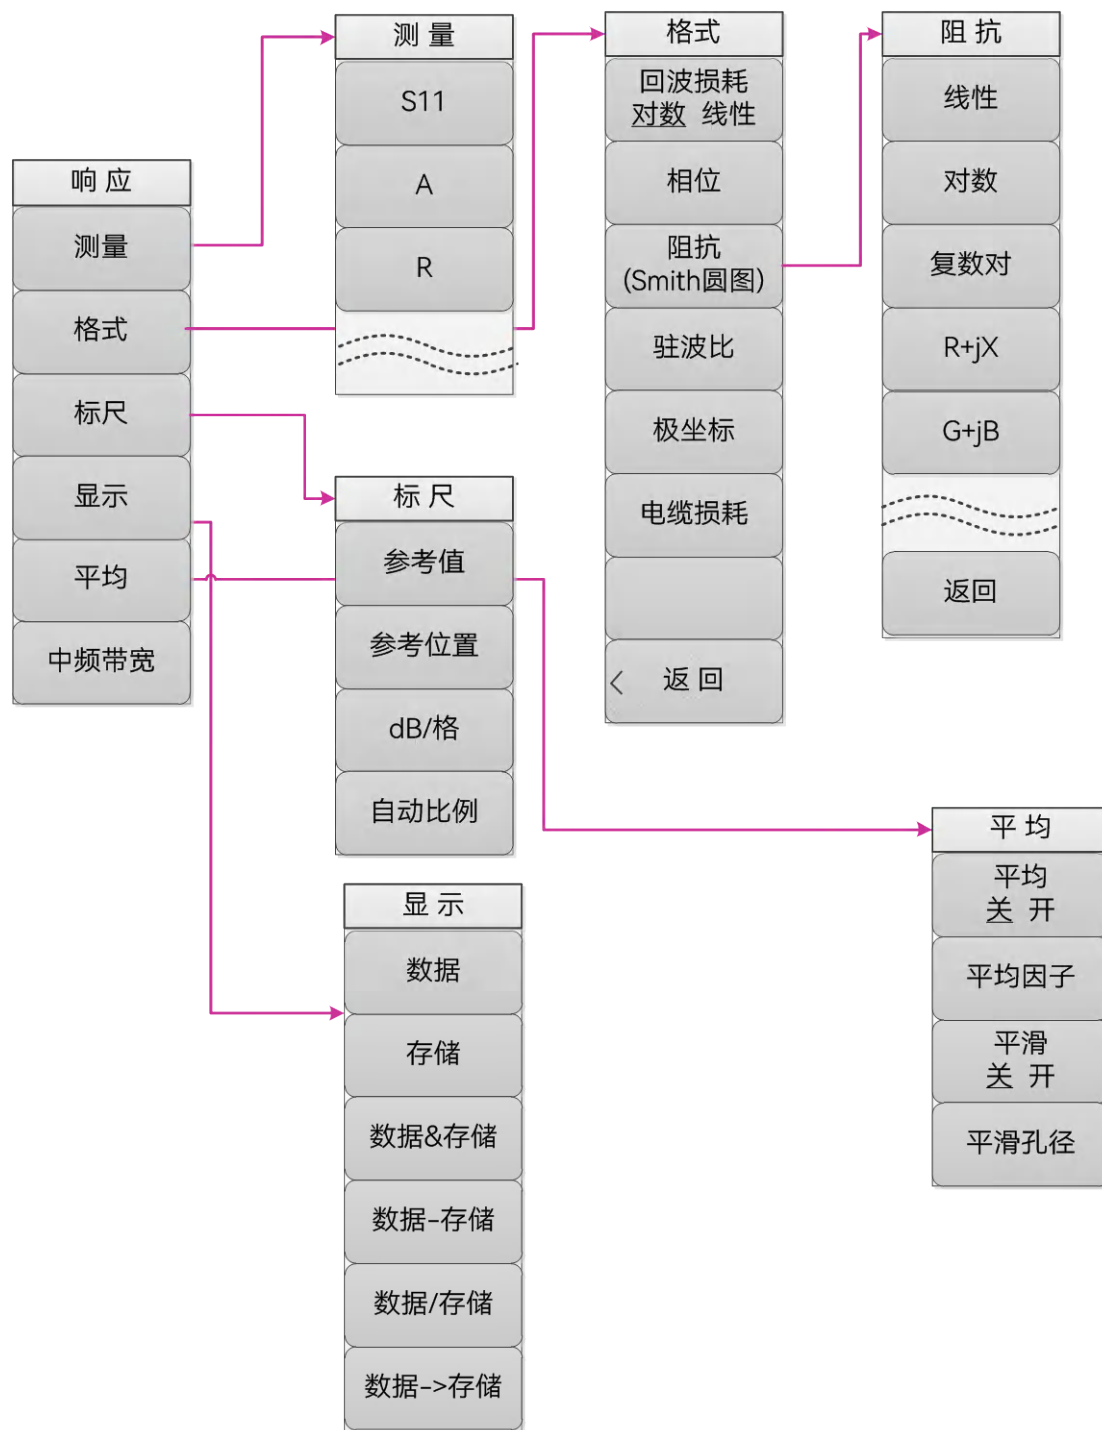 响应
测量
格式
标尺
显示
平均
中频带宽
测量
S11
A
R
标尺
参考值
参考位置
dB/格
自动比例
显示
数据
存储
数据&存储
数据-存储
数据/存储
数据->存储
格式
回波损耗
对数 线性
相位
阻抗
(Smith圆图)
驻波比
极坐标
电缆损耗
< 返回
阻抗
线性
对数
复数对
R+jX
G+jB
返回
平均
平均
关 开
平均因子
平滑
关 开
平滑孔径